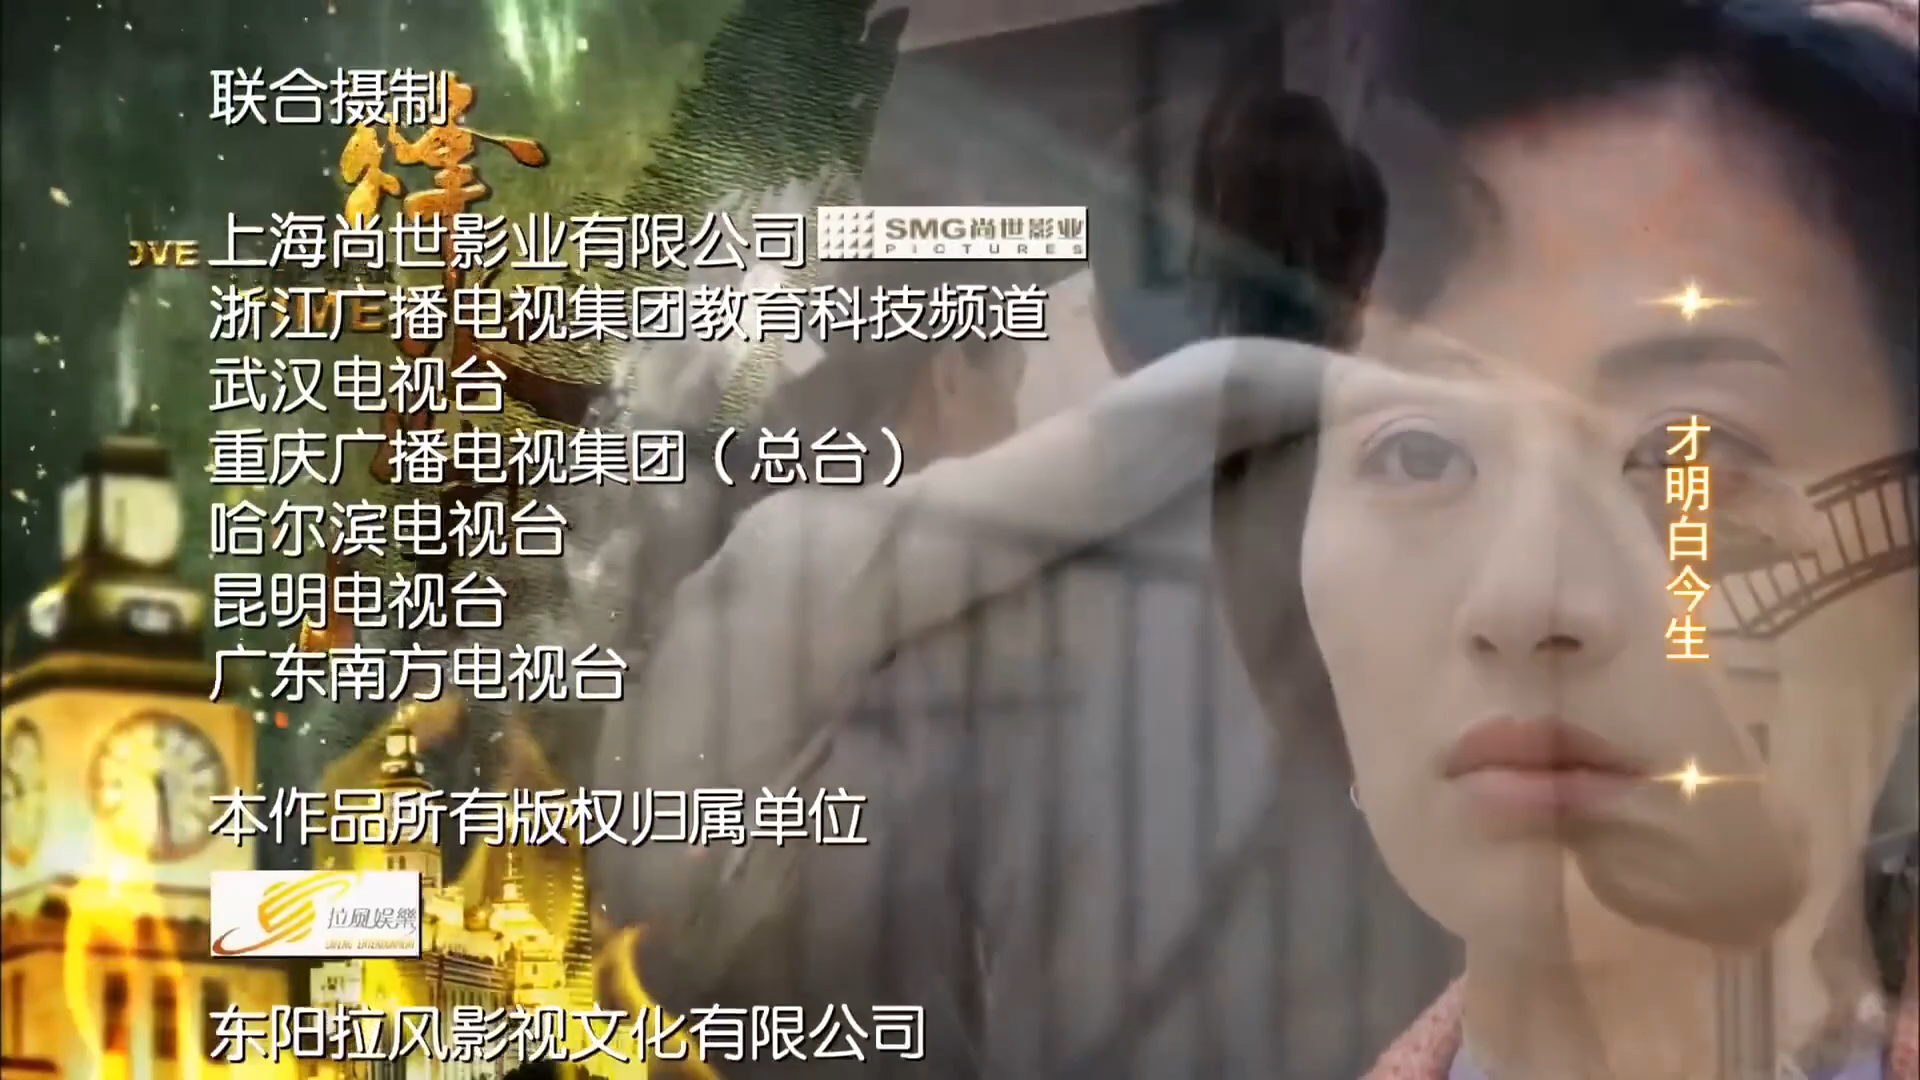 联合摄制
烽
OVE
上海尚世影业有限公司
SMG尚世影业
PICTURES
浙江广播电视集团教育科技频道
武汉电视台
重庆广播电视集团（总台）
哈尔滨电视台
昆明电视台
广东南方电视台
本作品所有版权归属单位
拉風娱樂
东阳拉风影视文化有限公司
才明白今生